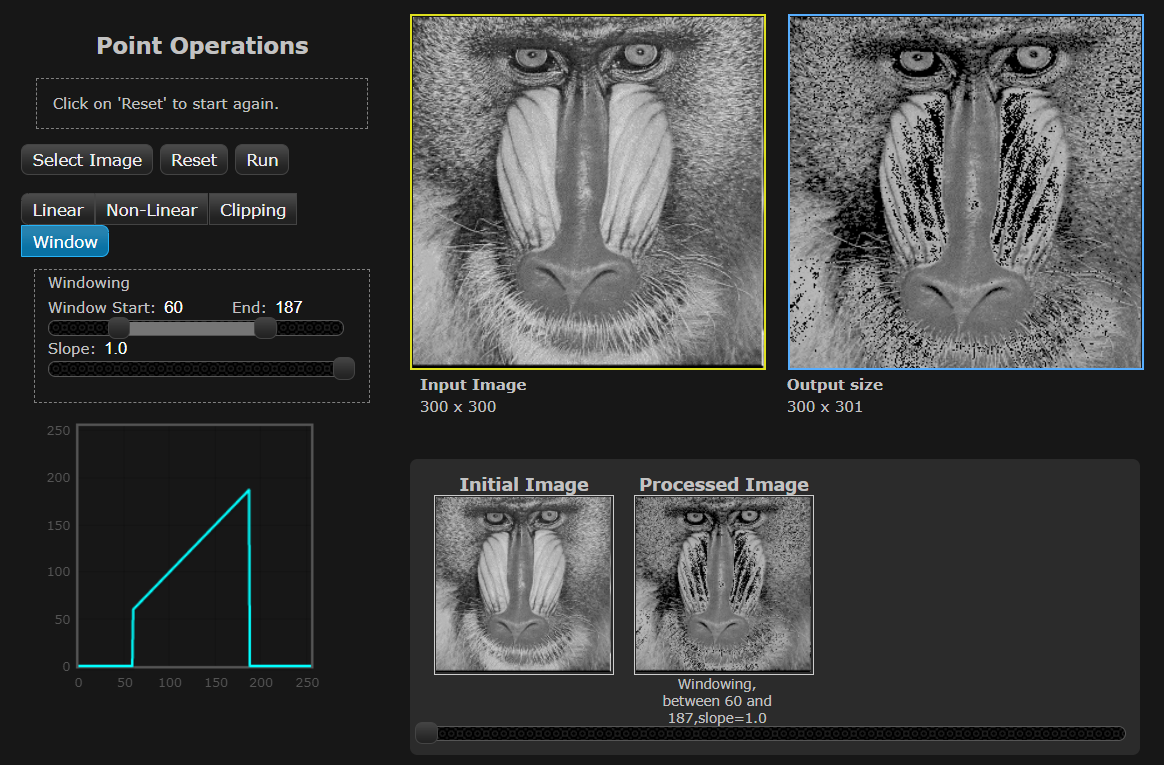 Point Operations
Click on 'Reset' to start again.
Select Image Reset Run
Linear Non-Linear Clipping
Window
Windowing
Window Start: 60 End: 187
Slope: 1.0
250
200
150
100
50
0
0 50 100 150 200 250
Input Image
300 x 300
Output size
300 x 301
Initial Image
Processed Image
Windowing,
between 60 and
187,slope=1.0